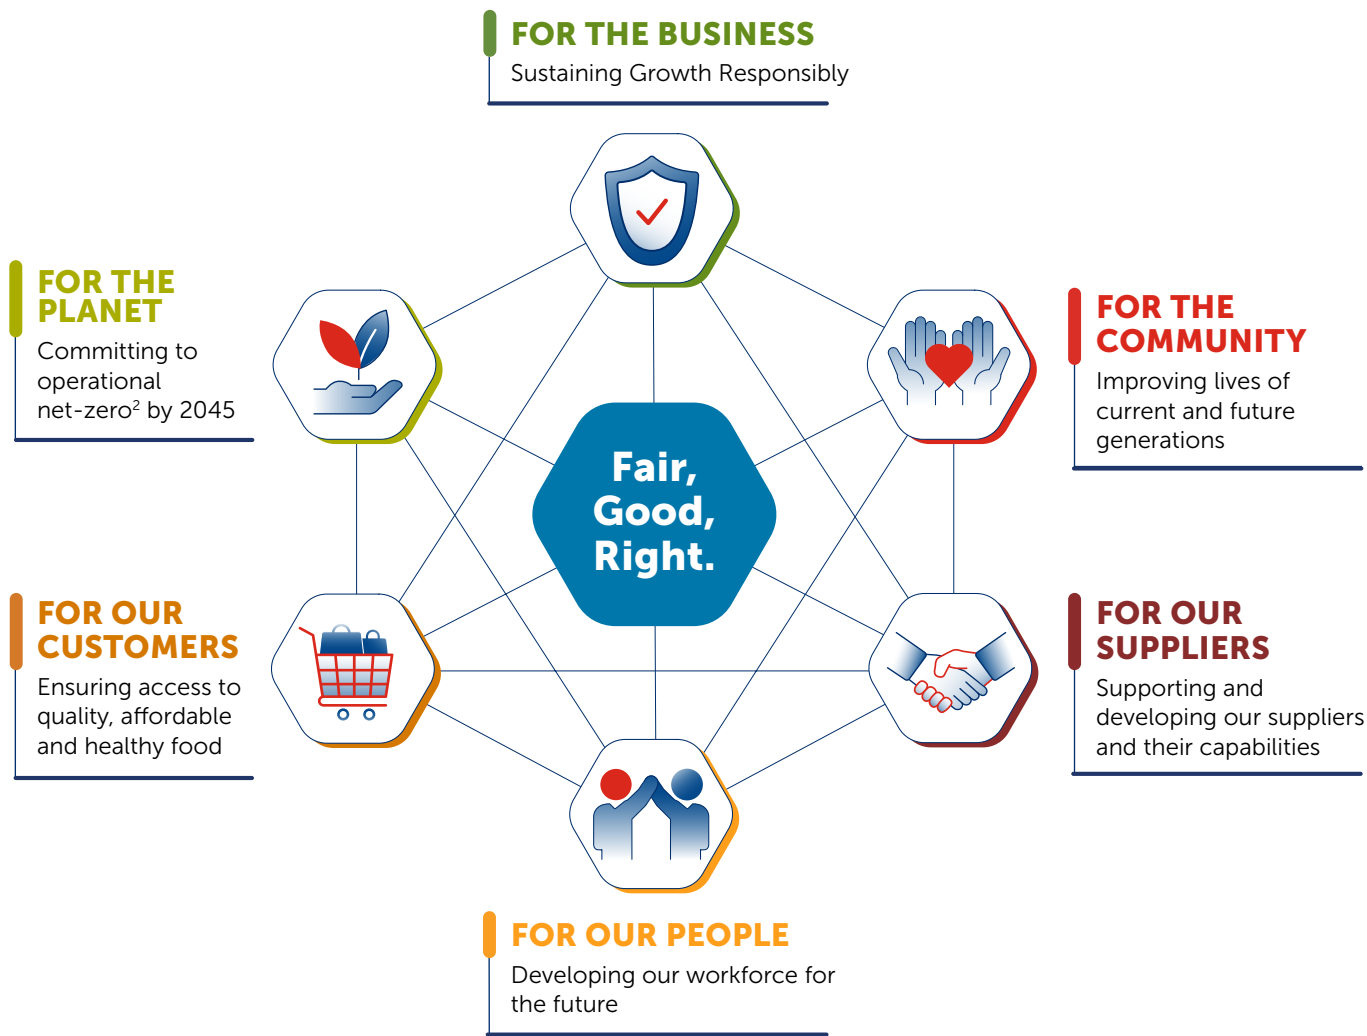 FOR THE BUSINESS
Sustaining Growth Responsibly
FOR THE
PLANET
Committing to
operational
net-zero² by 2045
FOR THE
COMMUNITY
Improving lives of
current and future
generations
Fair,
Good,
Right.
FOR OUR
CUSTOMERS
Ensuring access to
quality, affordable
and healthy food
FOR OUR
SUPPLIERS
Supporting and
developing our suppliers
and their capabilities
FOR OUR PEOPLE
Developing our workforce for
the future